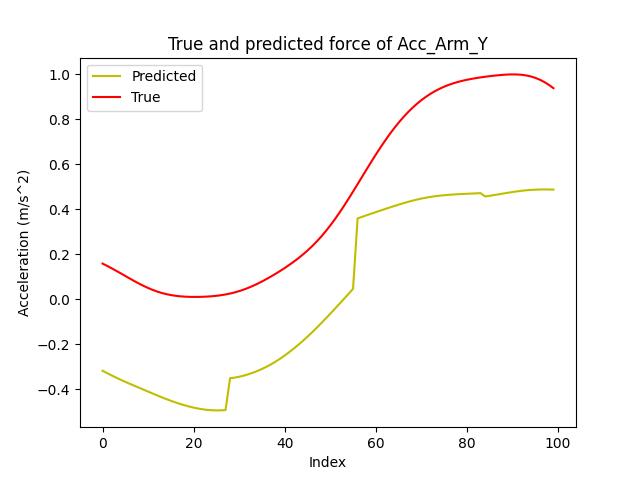 True and predicted force of Acc_Arm_Y
Predicted
True
1.0
0.8
0.6
0.4
0.2
0.0
−0.2
−0.4
Acceleration (m/s^2)
0 20 40 60 80 100
Index